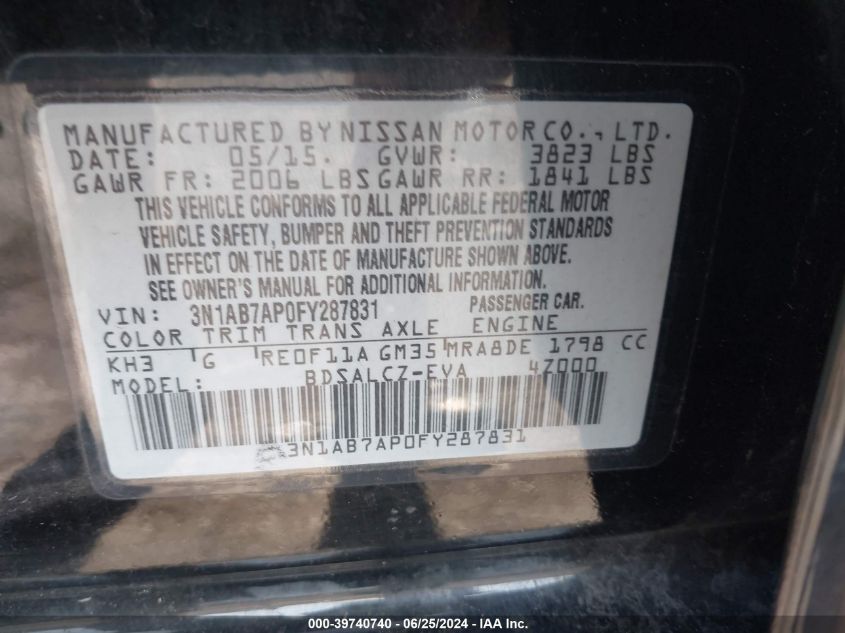 MANUFACTURED BY NISSAN MOTOR CO., LTD.
DATE: 05/15. GVWR: 3823 LBS
GAWR FR: 2006 LBS GAWR RR: 1841 LBS
THIS VEHICLE CONFORMS TO ALL APPLICABLE FEDERAL MOTOR
VEHICLE SAFETY, BUMPER AND THEFT PREVENTION STANDARDS
IN EFFECT ON THE DATE OF MANUFACTURE SHOWN ABOVE.
SEE OWNER'S MANUAL FOR ADDITIONAL INFORMATION.
VIN: 3N1AB7AP0FY287831 PASSENGER CAR.
COLOR TRIM TRANS AXLE ENGINE
KH3 G RE0F11A GM35 MRA8DE 1798 CC
MODEL: BDSALCZ-EVA 4Z000
3N1AB7AP0FY287831
000-39740740 - 06/25/2024 - IAA Inc.